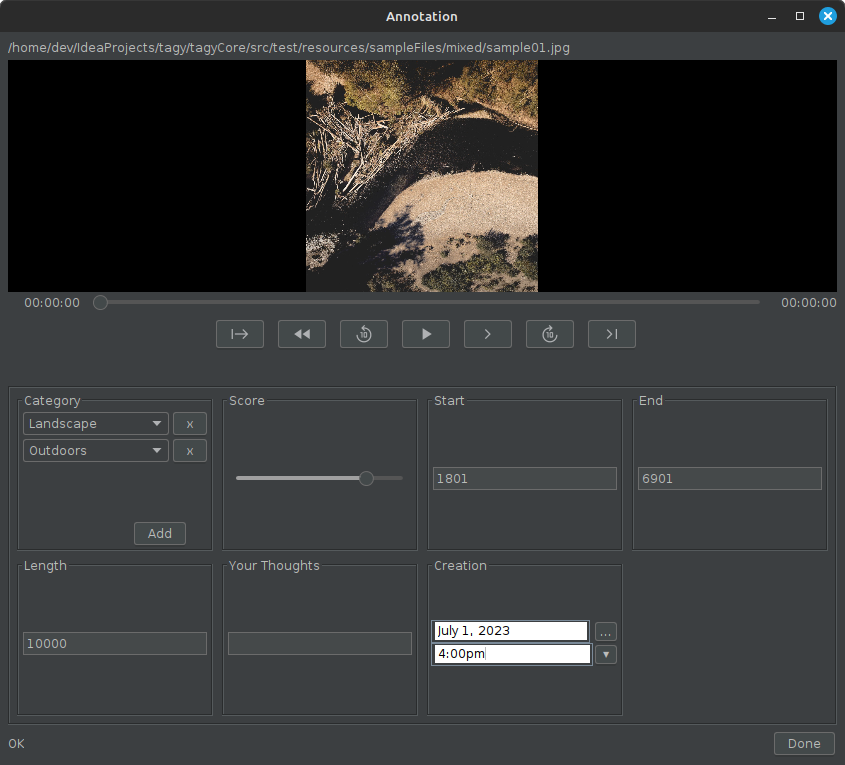 Annotation
/home/dev/IdeaProjects/tagy/tagyCore/src/test/resources/sampleFiles/mixed/sample01.jpg
00:00:00
00:00:00
10
10
Category
Landscape
x
Outdoors
x
Add
Score
Start
1801
End
6901
Length
10000
Your Thoughts
Creation
July 1, 2023
...
4:00pm
OK
Done